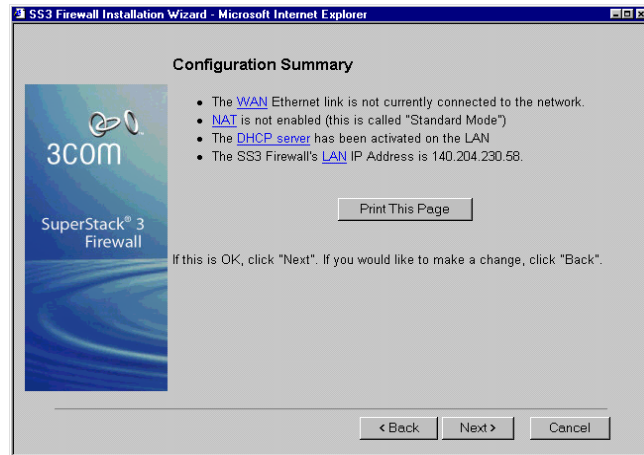 SS3 Firewall Installation Wizard - Microsoft Internet Explorer
Configuration Summary
• The WAN Ethernet link is not currently connected to the network.
• NAT is not enabled (this is called "Standard Mode")
• The DHCP server has been activated on the LAN
• The SS3 Firewall's LAN IP Address is 140.204.230.58.
3COM
Print This Page
SuperStack® 3
Firewall
If this is OK, click "Next". If you would like to make a change, click "Back".
< Back Next > Cancel